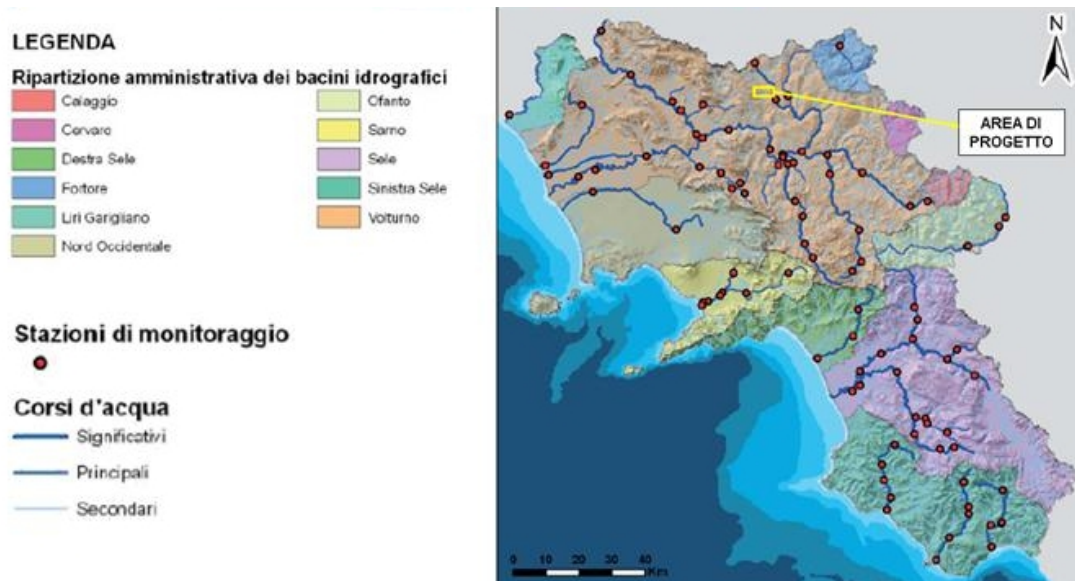 LEGENDA
Ripartizione amministrativa dei bacini idrografici
Calaggio
Cervaro
Destra Sele
Fortore
Liri Garigliano
Nord Occidentale
Ofanto
Sarno
Sele
Sinistra Sele
Volturno
Stazioni di monitoraggio
Corsi d'acqua
Significativi
Principali
Secondari
N
AREA DI
PROGETTO
0 10 20 30 40
Km